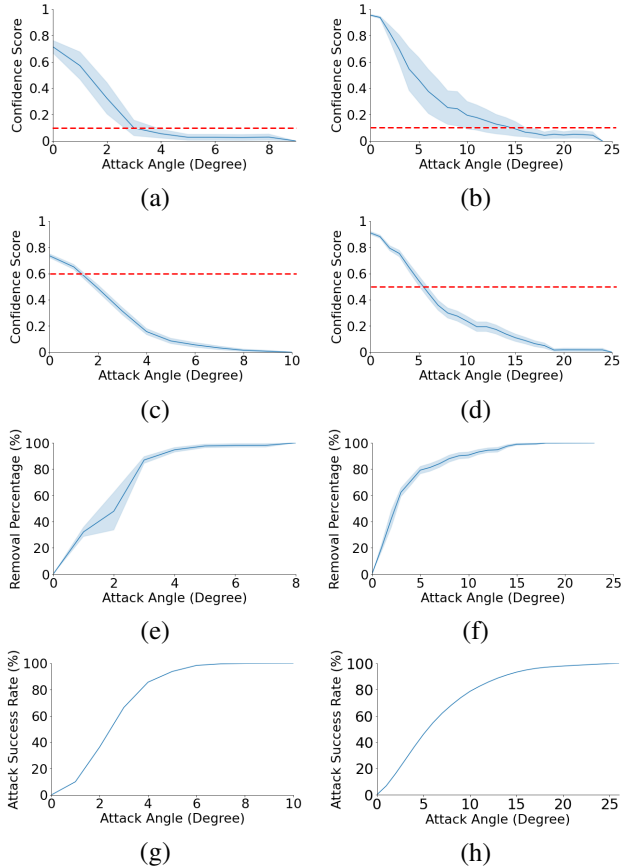 Confidence Score
1
0.8
0.6
0.4
0.2
0
0 2 4 6 8
Attack Angle (Degree)
(a)
Confidence Score
1
0.8
0.6
0.4
0.2
0
0 5 10 15 20 25
Attack Angle (Degree)
(b)
Confidence Score
1
0.8
0.6
0.4
0.2
0
0 2 4 6 8 10
Attack Angle (Degree)
(c)
Confidence Score
1
0.8
0.6
0.4
0.2
0
0 5 10 15 20 25
Attack Angle (Degree)
(d)
Removal Percentage (%)
100
80
60
40
20
0
0 2 4 6 8
Attack Angle (Degree)
(e)
Removal Percentage (%)
100
80
60
40
20
0
0 5 10 15 20 25
Attack Angle (Degree)
(f)
Attack Success Rate (%)
100
80
60
40
20
0
0 2 4 6 8 10
Attack Angle (Degree)
(g)
Attack Success Rate (%)
100
80
60
40
20
0
0 5 10 15 20 25
Attack Angle (Degree)
(h)